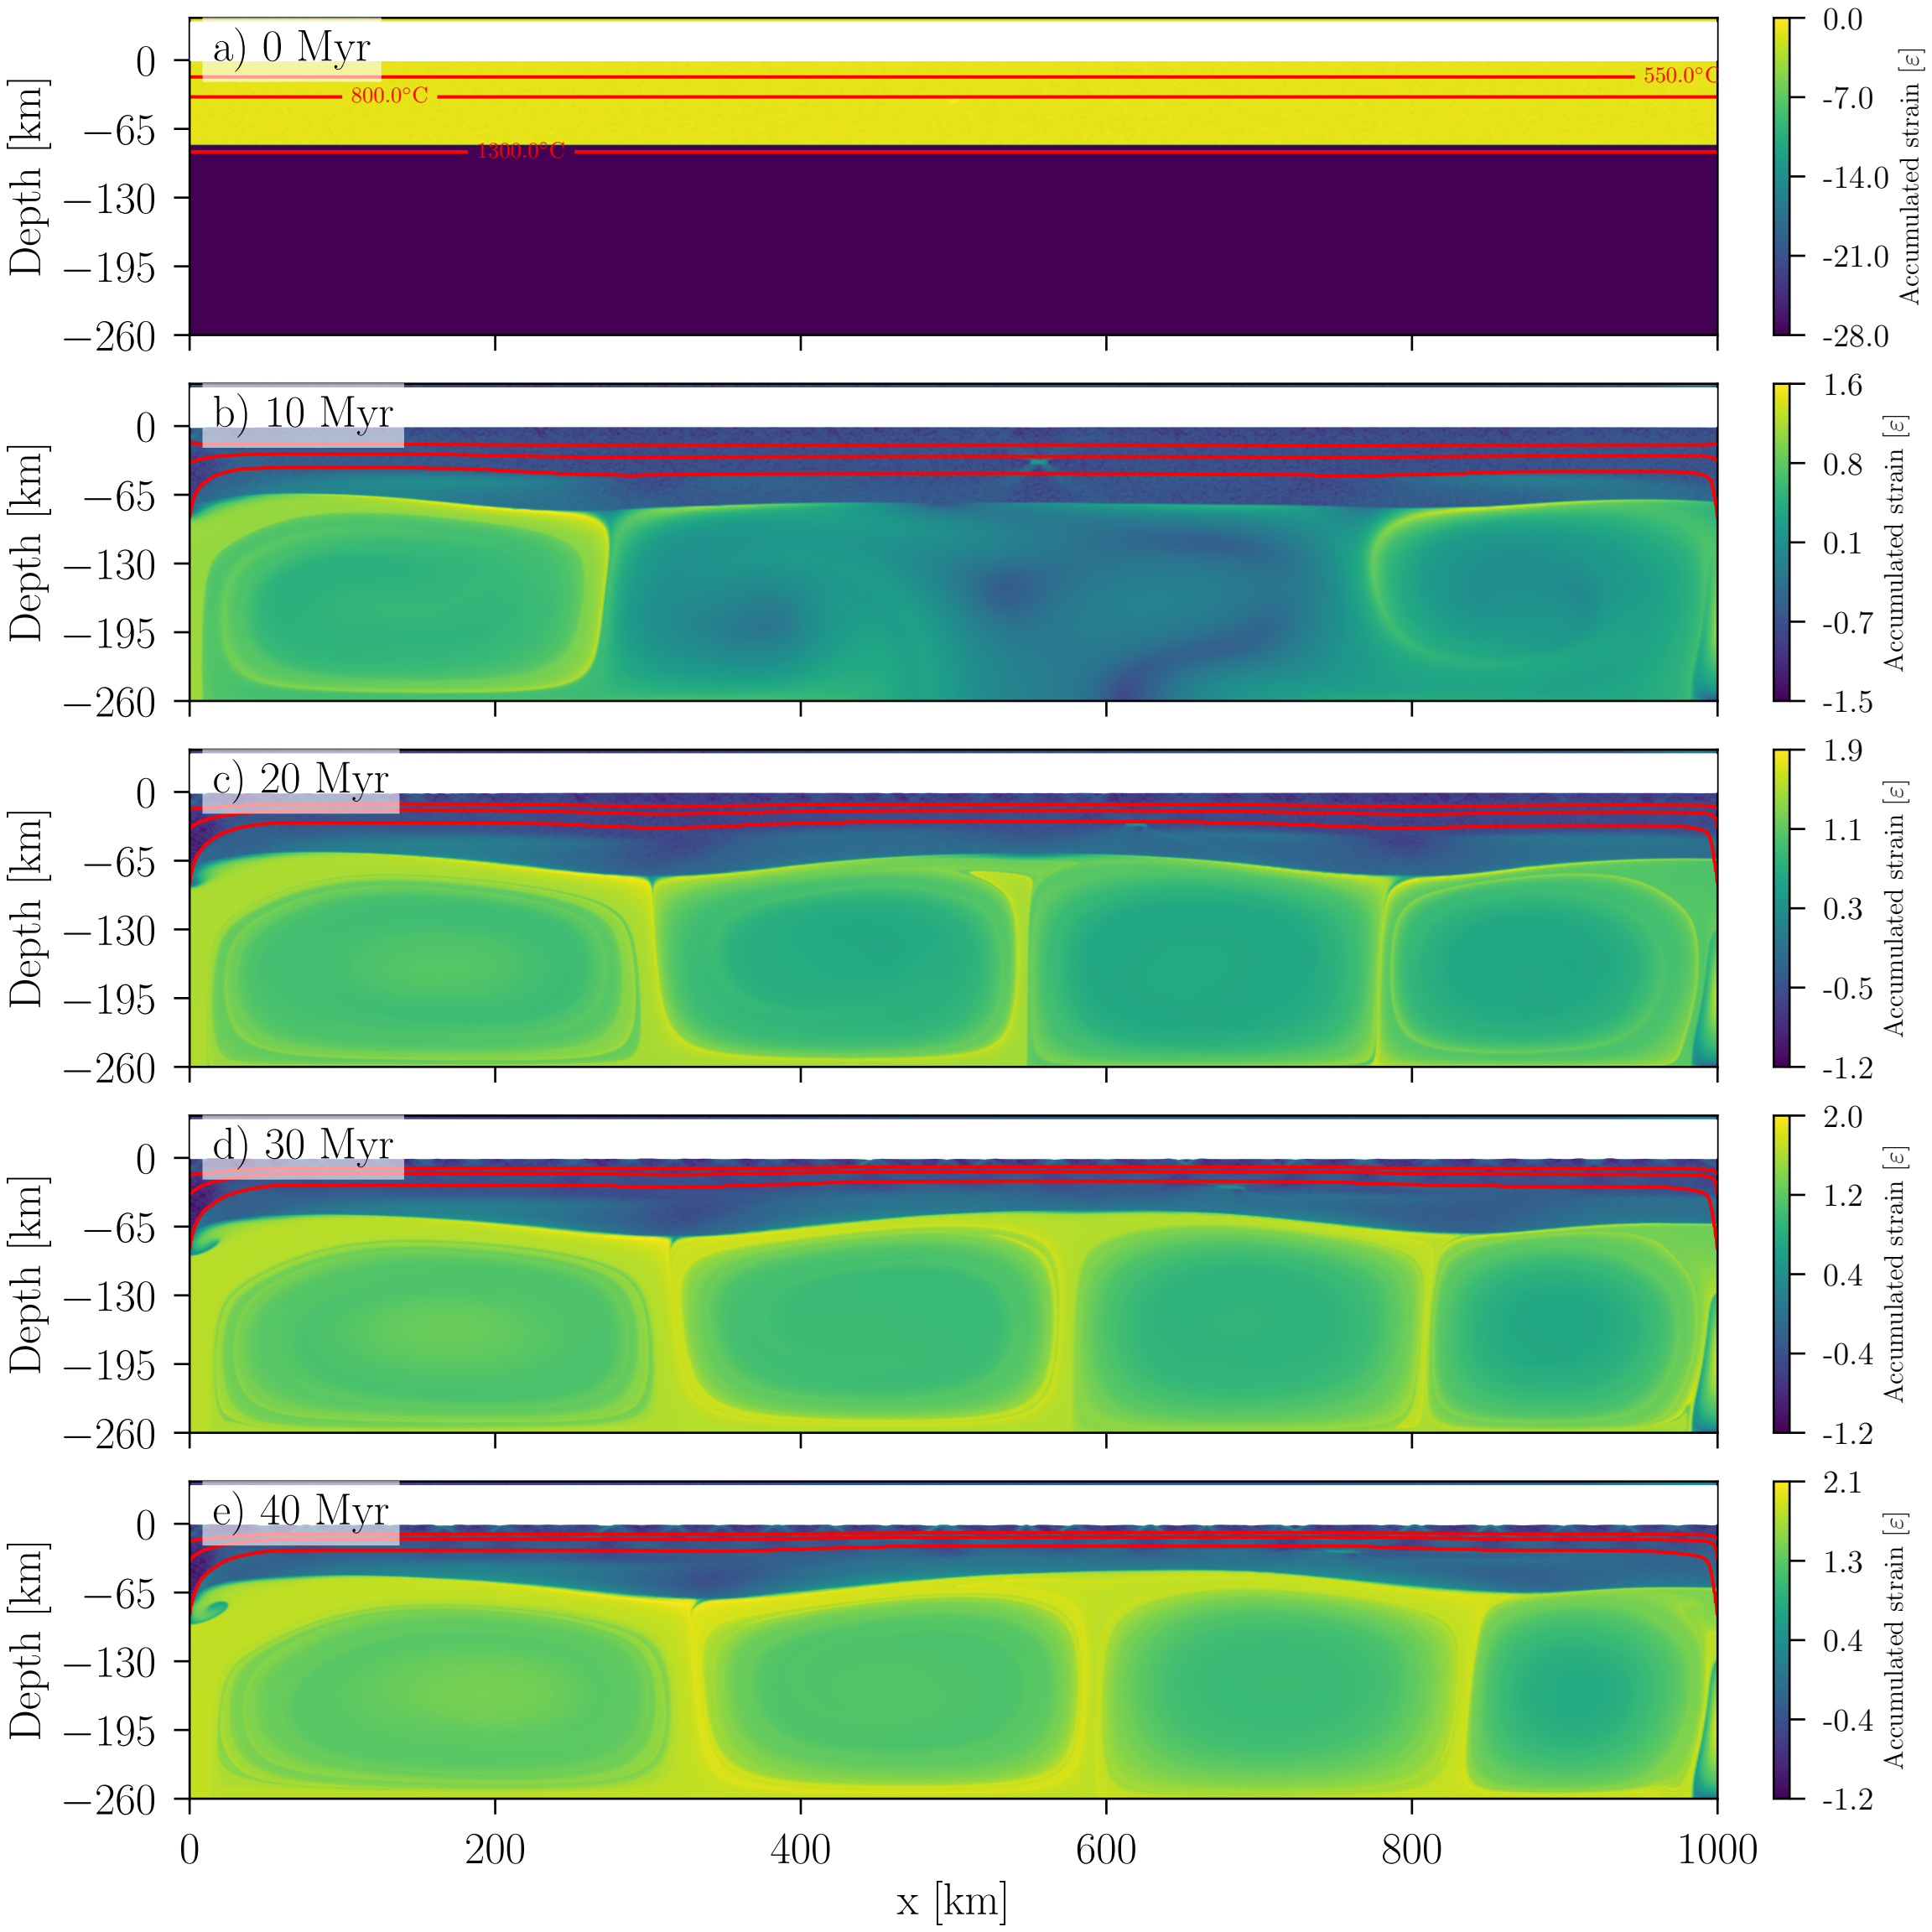 a) 0 Myr
Depth [km]
0
−65
−130
−195
−260
550.0°C
800.0°C
1300.0°C
0.0
-7.0
-14.0
-21.0
-28.0
Accumulated strain [ε]
b) 10 Myr
Depth [km]
0
−65
−130
−195
−260
1.6
0.8
0.1
-0.7
-1.5
Accumulated strain [ε]
c) 20 Myr
Depth [km]
0
−65
−130
−195
−260
1.9
1.1
0.3
-0.5
-1.2
Accumulated strain [ε]
d) 30 Myr
Depth [km]
0
−65
−130
−195
−260
2.0
1.2
0.4
-0.4
-1.2
Accumulated strain [ε]
e) 40 Myr
Depth [km]
0
−65
−130
−195
−260
2.1
1.3
0.4
-0.4
-1.2
Accumulated strain [ε]
0 200 400 600 800 1000
x [km]